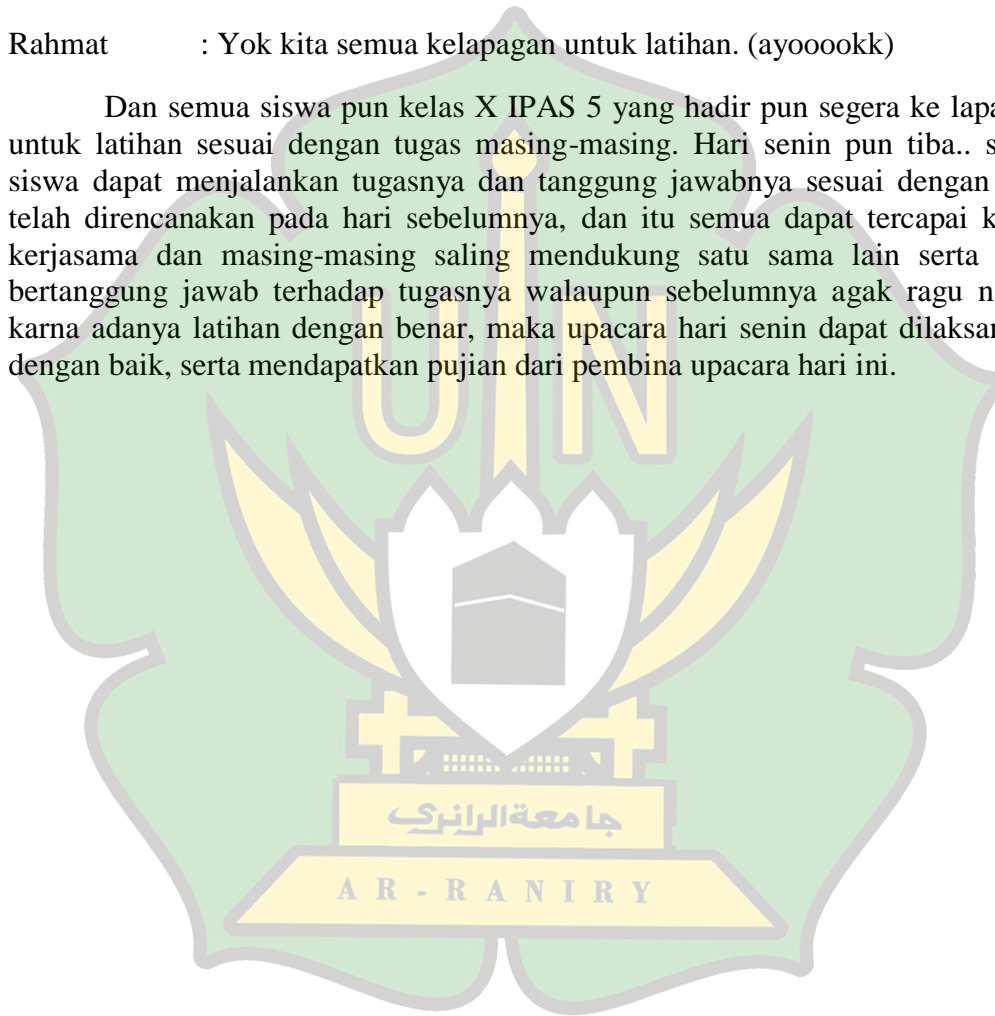 Rahmat : Yok kita semua kelapagan untuk latihan. (ayooookk)
Dan semua siswa pun kelas X IPAS 5 yang hadir pun segera ke
untuk latihan sesuai dengan tugas masing-masing. Hari senin pun tiba..
siswa dapat menjalankan tugasnya dan tanggung jawabnya sesuai dengan
telah direncanakan pada hari sebelumnya, dan itu semua dapat tercapai
kerjasama dan masing-masing saling mendukung satu sama lain serta
bertanggung jawab terhadap tugasnya walaupun sebelumnya agak ragu
karna adanya latihan dengan benar, maka upacara hari senin dapat
dengan baik, serta mendapatkan pujian dari pembina upacara hari ini.
UIN
جامعة الرانري
AR-RANIRY